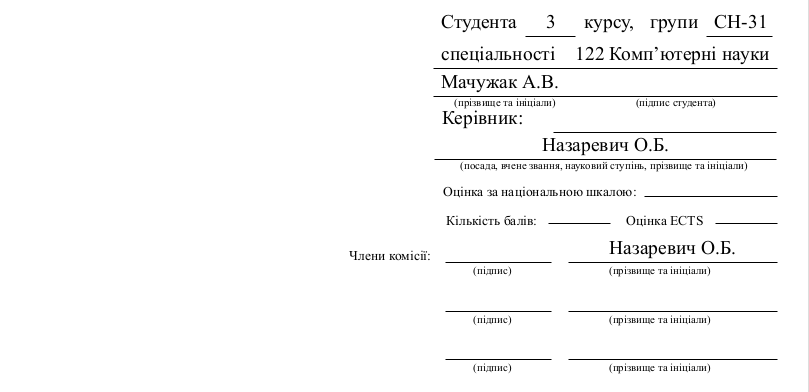 Студента 3 курсу, групи СН-31
спеціальності 122 Комп’ютерні науки
Мачужак А.В.
(прізвище та ініціали) (підпис студента)
Керівник:
Назаревич О.Б.
(посада, вчене звання, науковий ступінь, прізвище та ініціали)
Оцінка за національною шкалою:
Кількість балів: Оцінка ECTS
Члени комісії: Назаревич О.Б.
(підпис) (прізвище та ініціали)
(підпис) (прізвище та ініціали)
(підпис) (прізвище та ініціали)